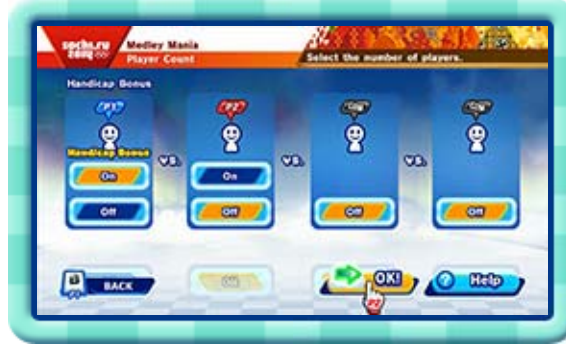 sochi.ru
2014
Medley Mania
Player Count
Select the number of players.
Handicap Bonus
P1
P2
Handicap Bonus
vs.
vs.
vs.
On
On
Off
Off
Off
Off
BACK
Off
OK!
P2
? Help